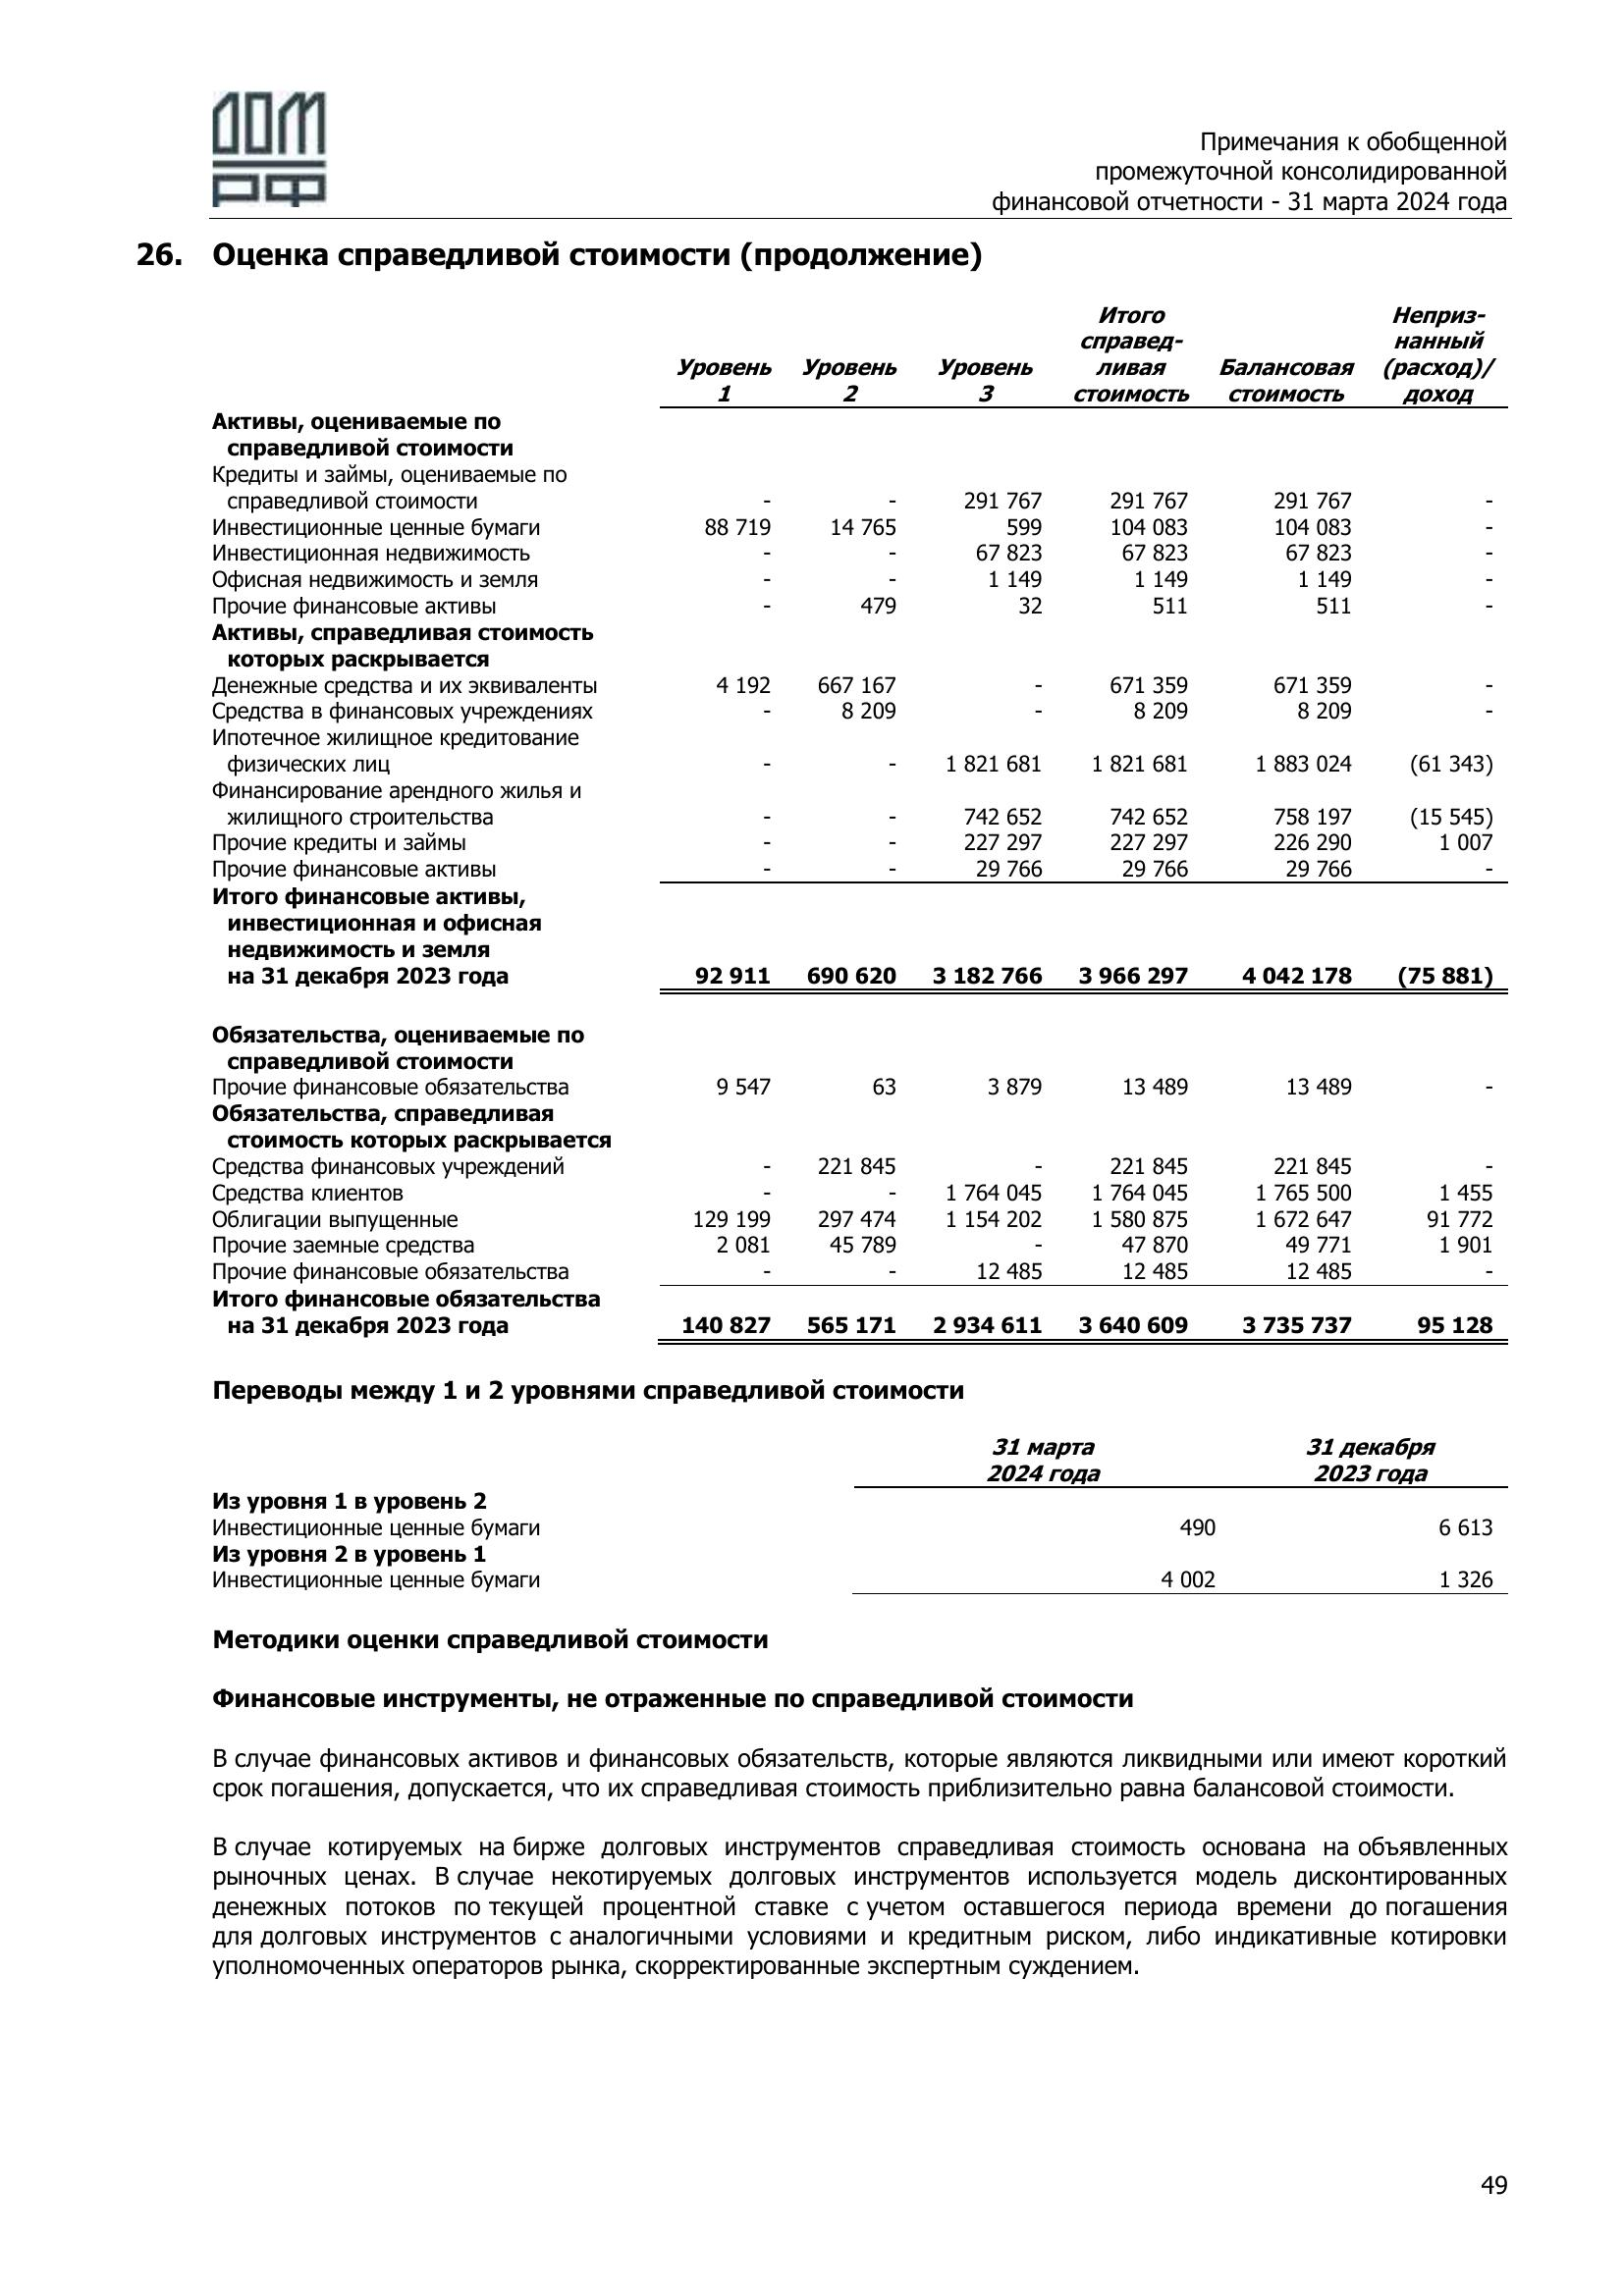 ДОМ
РФ
Примечания к обобщенной
промежуточной консолидированной
финансовой отчетности - 31 марта 2024 года
26. Оценка справедливой стоимости (продолжение)
Итого Неприз-
справед- нанный
Уровень Уровень Уровень ливая Балансовая (расход)/
1 2 3 стоимость стоимость доход
Активы, оцениваемые по
справедливой стоимости
Кредиты и займы, оцениваемые по
справедливой стоимости - - 291 767 291 767 291 767 -
Инвестиционные ценные бумаги 88 719 14 765 599 104 083 104 083 -
Инвестиционная недвижимость - - 67 823 67 823 67 823 -
Офисная недвижимость и земля - - 1 149 1 149 1 149 -
Прочие финансовые активы - 479 32 511 511 -
Активы, справедливая стоимость
которых раскрывается
Денежные средства и их эквиваленты 4 192 667 167 - 671 359 671 359 -
Средства в финансовых учреждениях - 8 209 - 8 209 8 209 -
Ипотечное жилищное кредитование
физических лиц - - 1 821 681 1 821 681 1 883 024 (61 343)
Финансирование арендного жилья и
жилищного строительства - - 742 652 742 652 758 197 (15 545)
Прочие кредиты и займы - - 227 297 227 297 226 290 1 007
Прочие финансовые активы - - 29 766 29 766 29 766 -
Итого финансовые активы,
инвестиционная и офисная
недвижимость и земля
на 31 декабря 2023 года 92 911 690 620 3 182 766 3 966 297 4 042 178 (75 881)
Обязательства, оцениваемые по
справедливой стоимости
Прочие финансовые обязательства 9 547 63 3 879 13 489 13 489 -
Обязательства, справедливая
стоимость которых раскрывается
Средства финансовых учреждений - 221 845 - 221 845 221 845 -
Средства клиентов - - 1 764 045 1 764 045 1 765 500 1 455
Облигации выпущенные 129 199 297 474 1 154 202 1 580 875 1 672 647 91 772
Прочие заемные средства 2 081 45 789 - 47 870 49 771 1 901
Прочие финансовые обязательства - - 12 485 12 485 12 485 -
Итого финансовые обязательства
на 31 декабря 2023 года 140 827 565 171 2 934 611 3 640 609 3 735 737 95 128
Переводы между 1 и 2 уровнями справедливой стоимости
31 марта 31 декабря
2024 года 2023 года
Из уровня 1 в уровень 2
Инвестиционные ценные бумаги 490 6 613
Из уровня 2 в уровень 1
Инвестиционные ценные бумаги 4 002 1 326
Методики оценки справедливой стоимости
Финансовые инструменты, не отраженные по справедливой стоимости
В случае финансовых активов и финансовых обязательств, которые являются ликвидными или имеют короткий
срок погашения, допускается, что их справедливая стоимость приблизительно равна балансовой стоимости.
В случае котируемых на бирже долговых инструментов справедливая стоимость основана на объявленных
рыночных ценах. В случае некотируемых долговых инструментов используется модель дисконтированных
денежных потоков по текущей процентной ставке с учетом оставшегося периода времени до погашения
для долговых инструментов с аналогичными условиями и кредитным риском, либо индикативные котировки
уполномоченных операторов рынка, скорректированные экспертным суждением.
49